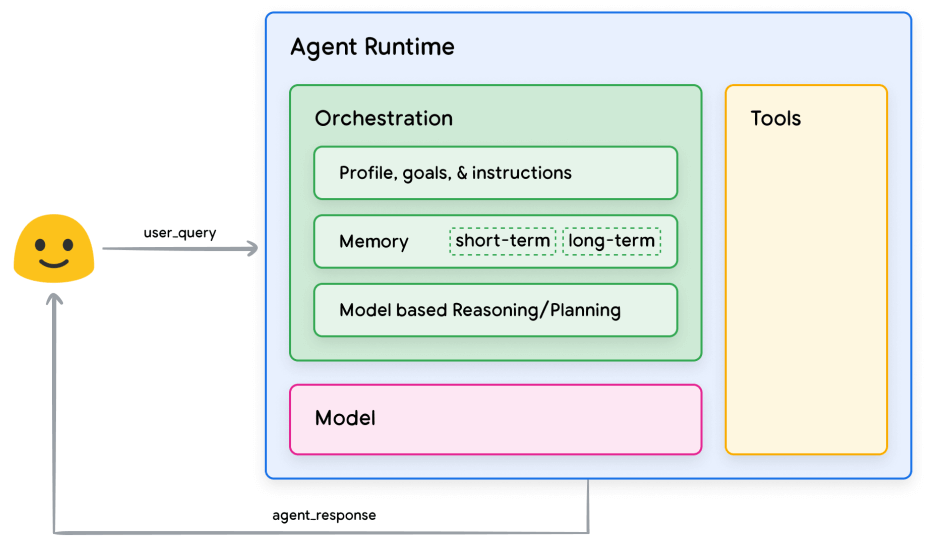 Agent Runtime
Orchestration
Tools
Profile, goals, & instructions
user_query
Memory short-term long-term
Model based Reasoning/Planning
Model
agent_response